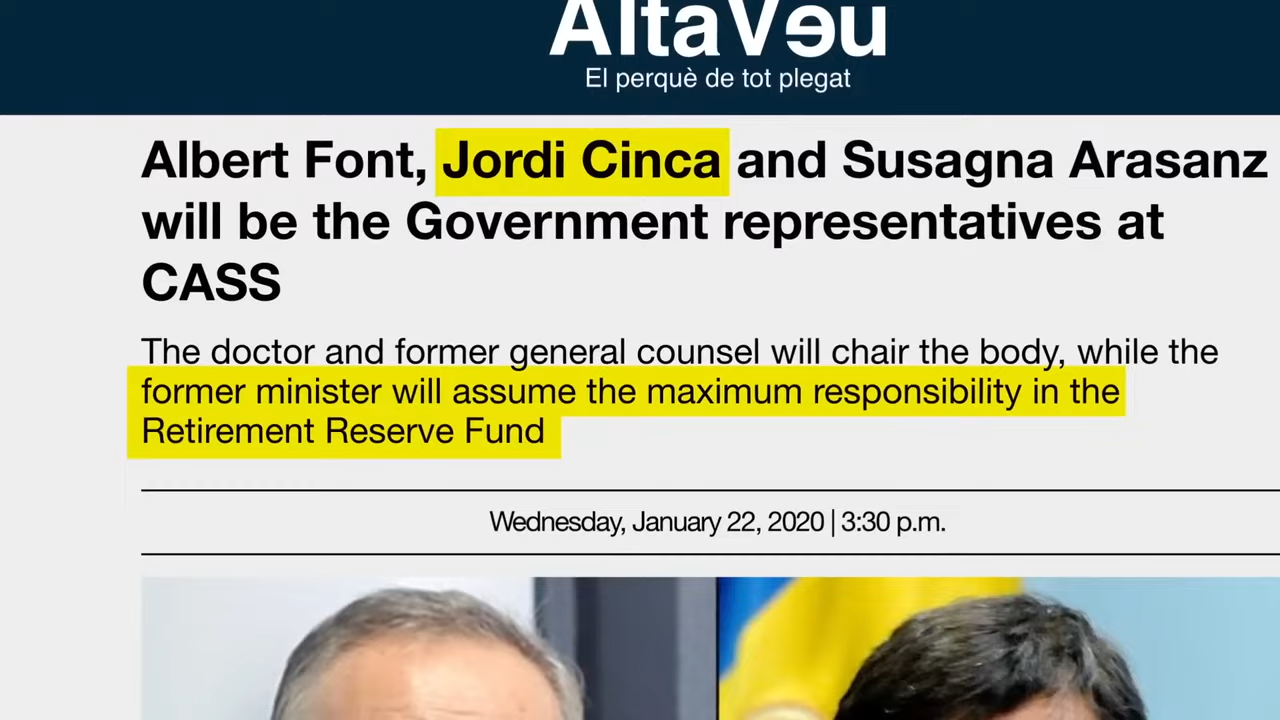 AltaVeu
El perquè de tot plegat
Albert Font, Jordi Cinca and Susagna Arasanz
will be the Government representatives at
CASS
The doctor and former general counsel will chair the body, while the
former minister will assume the maximum responsibility in the
Retirement Reserve Fund
Wednesday, January 22, 2020 | 3:30 p.m.